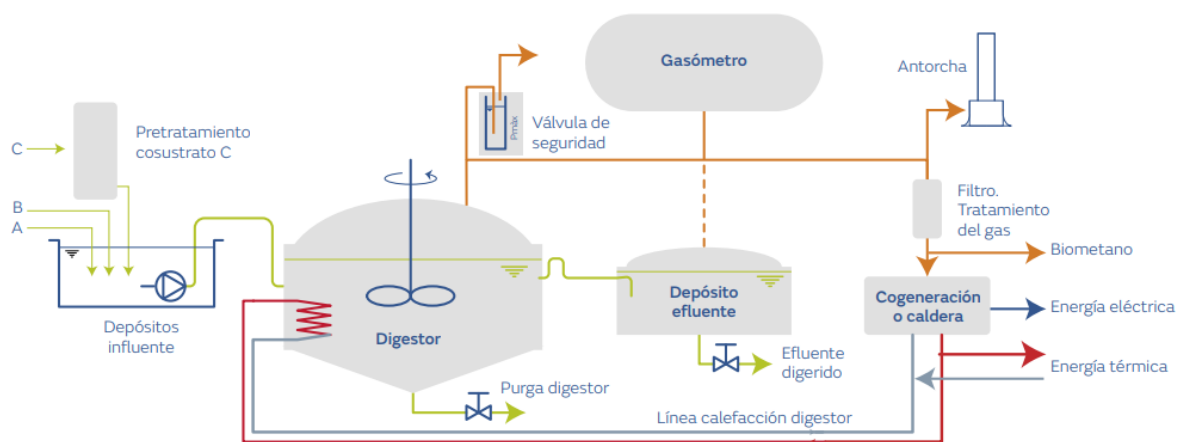 Gasómetro
Antorcha
Pmáx
Válvula de
seguridad
Pretratamiento
cosustrato C
C
B
A
Filtro.
Tratamiento
del gas
Biometano
Depósito
efluente
Cogeneración
o caldera
Energía eléctrica
Depósitos
influente
Digestor
Efluente
digerido
Energía térmica
Purga digestor
Línea calefacción digestor